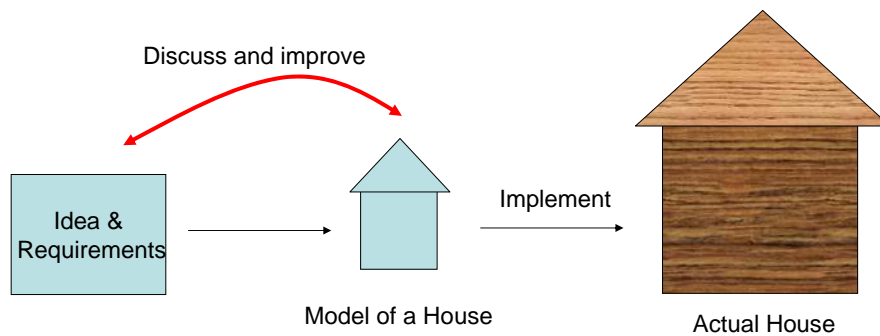 Discuss and improve
Idea &
Requirements
Implement
Model of a House
Actual House